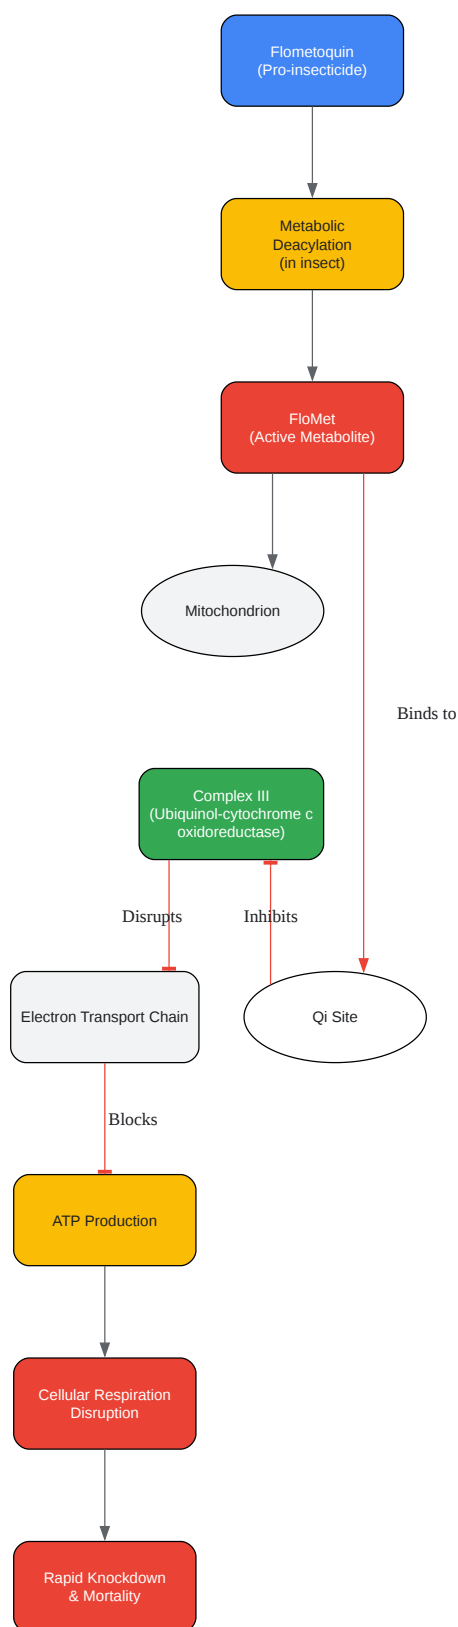 Flometoquin
(Pro-insecticide)
Metabolic
Deacylation
(in insect)
FloMet
(Active Metabolite)
Mitochondrion
Binds to
Complex III
(Ubiquinol-cytochrome c
oxidoreductase)
Disrupts
Inhibits
Electron Transport Chain
Qi Site
Blocks
ATP Production
Cellular Respiration
Disruption
Rapid Knockdown
& Mortality